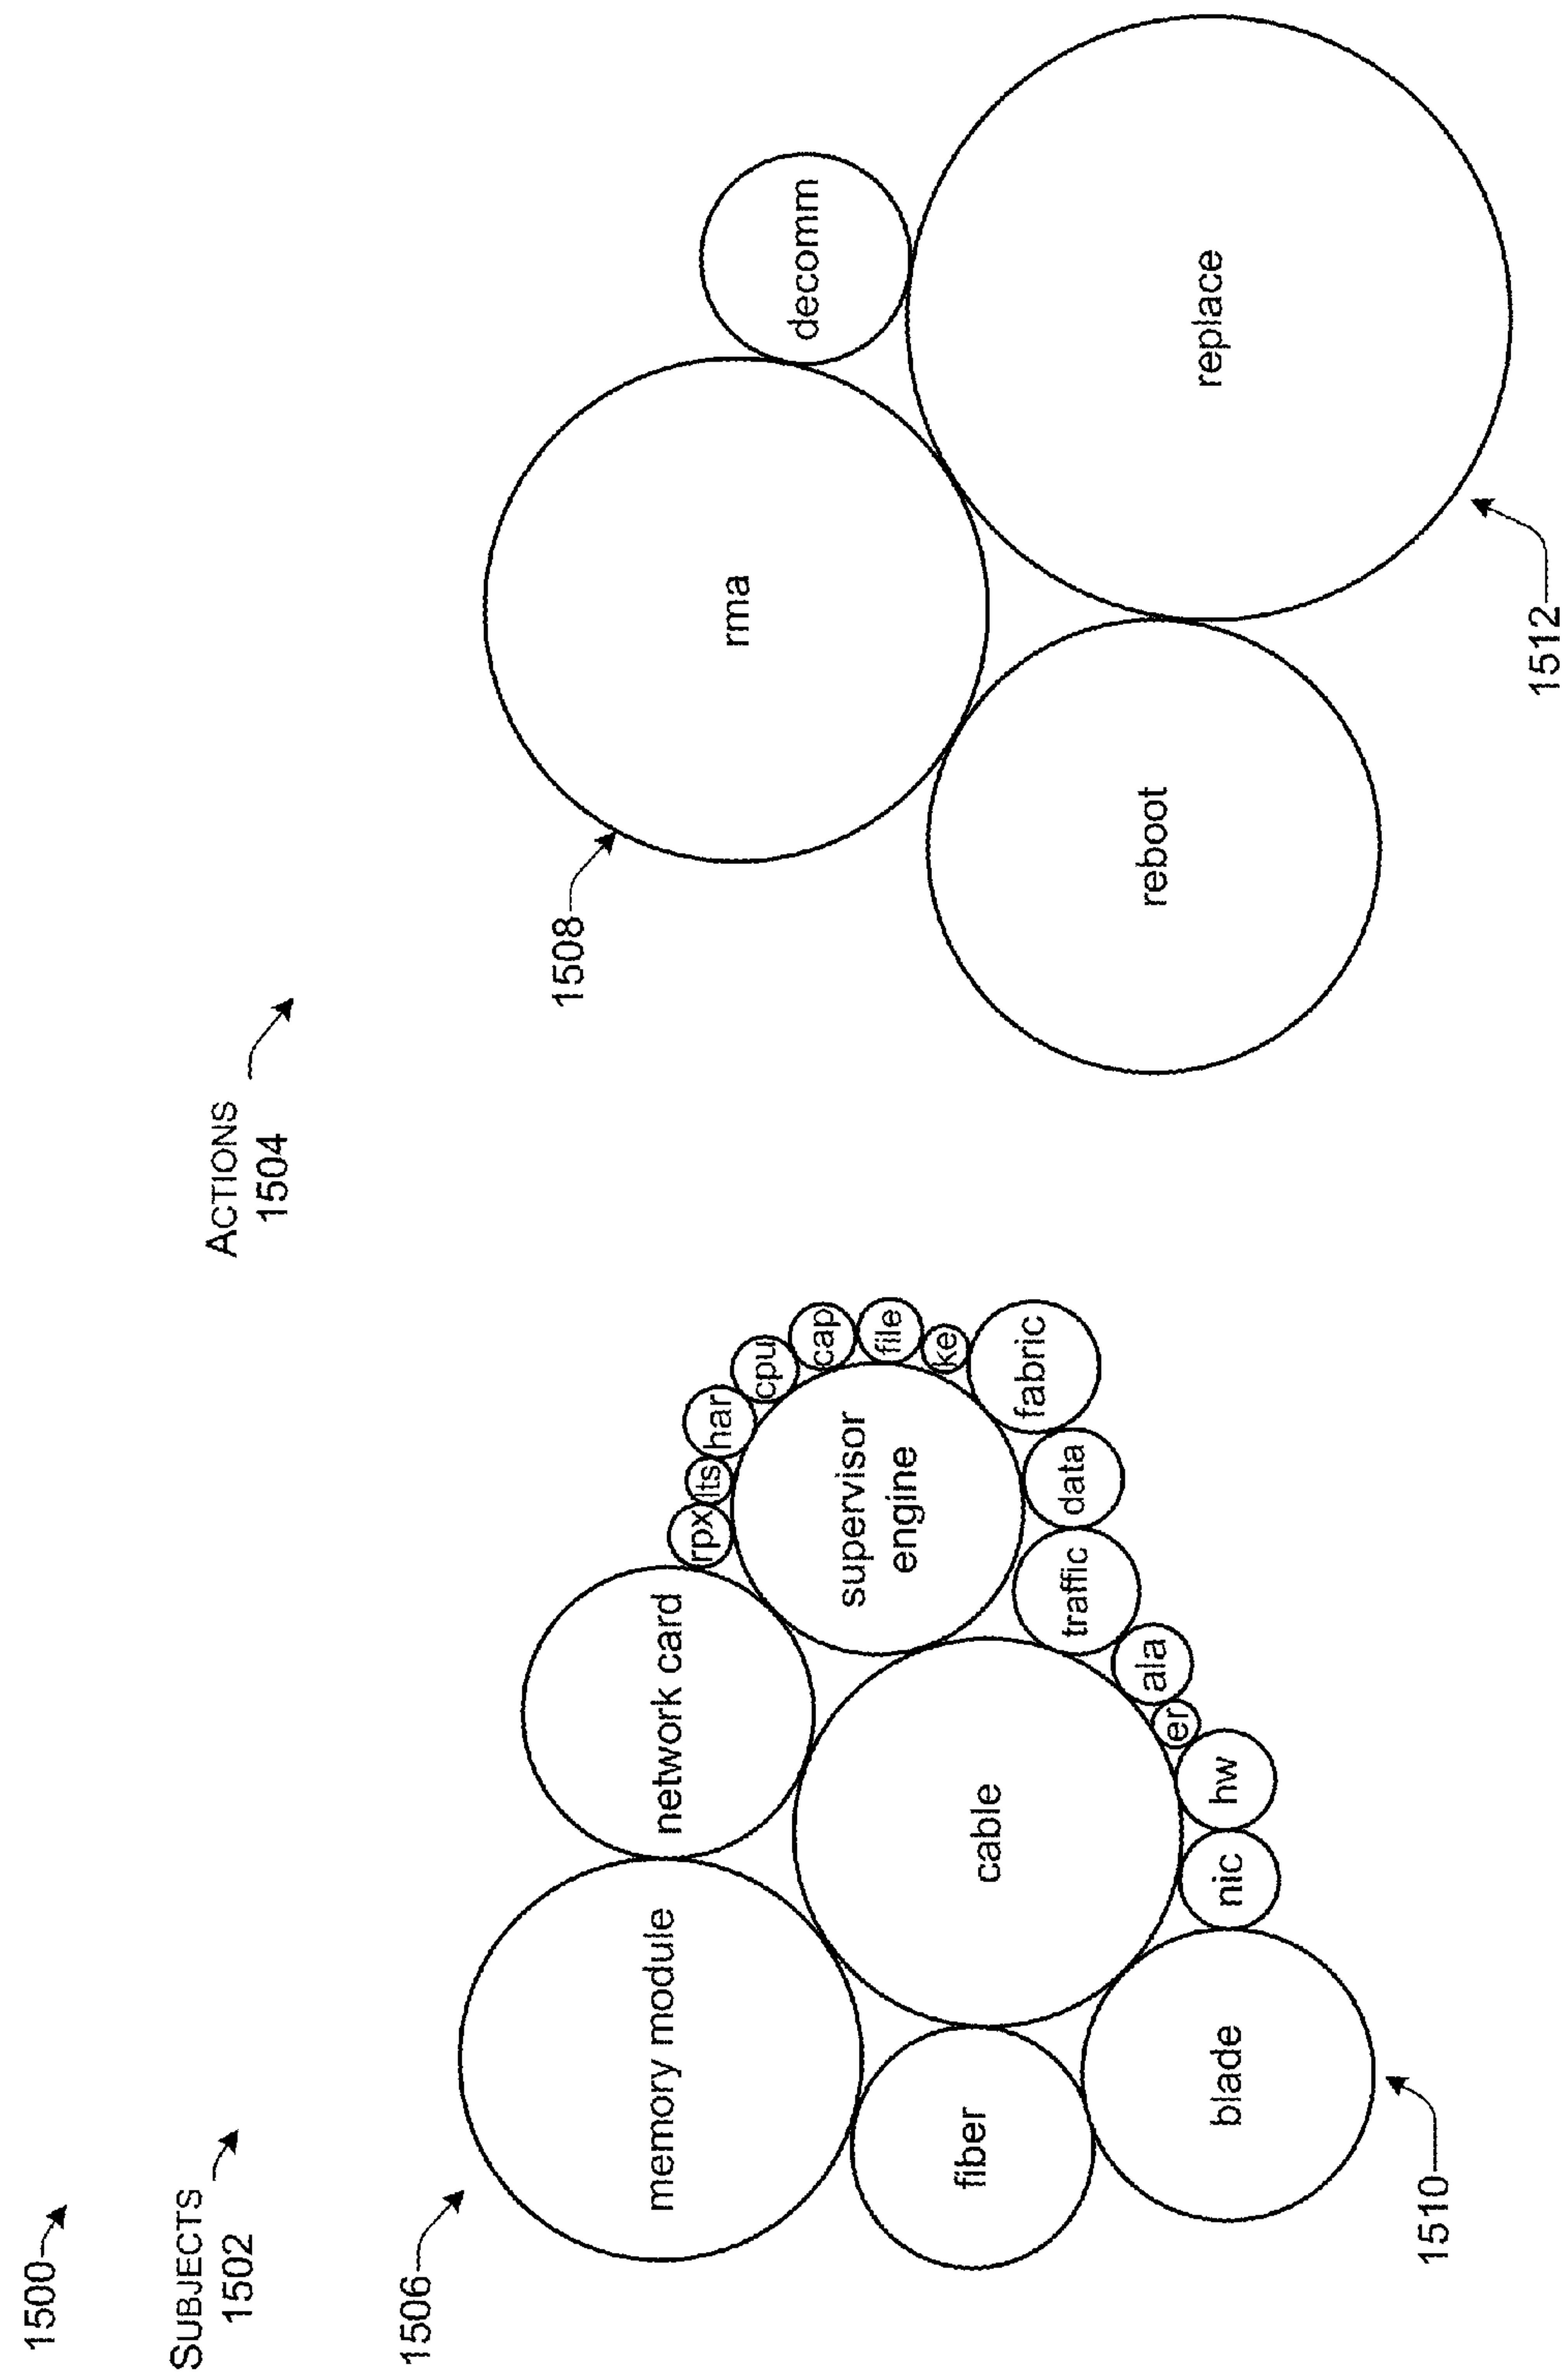 1500
SUBJECTS
1502
ACTIONS
1504
1506
1508
memory module
network card
rpx
lts
har
cpu
cap
file
ke
fabric
data
traffic
ala
er
hw
nic
supervisor
engine
cable
fiber
blade
1510
rma
decomm
reboot
replace
1512